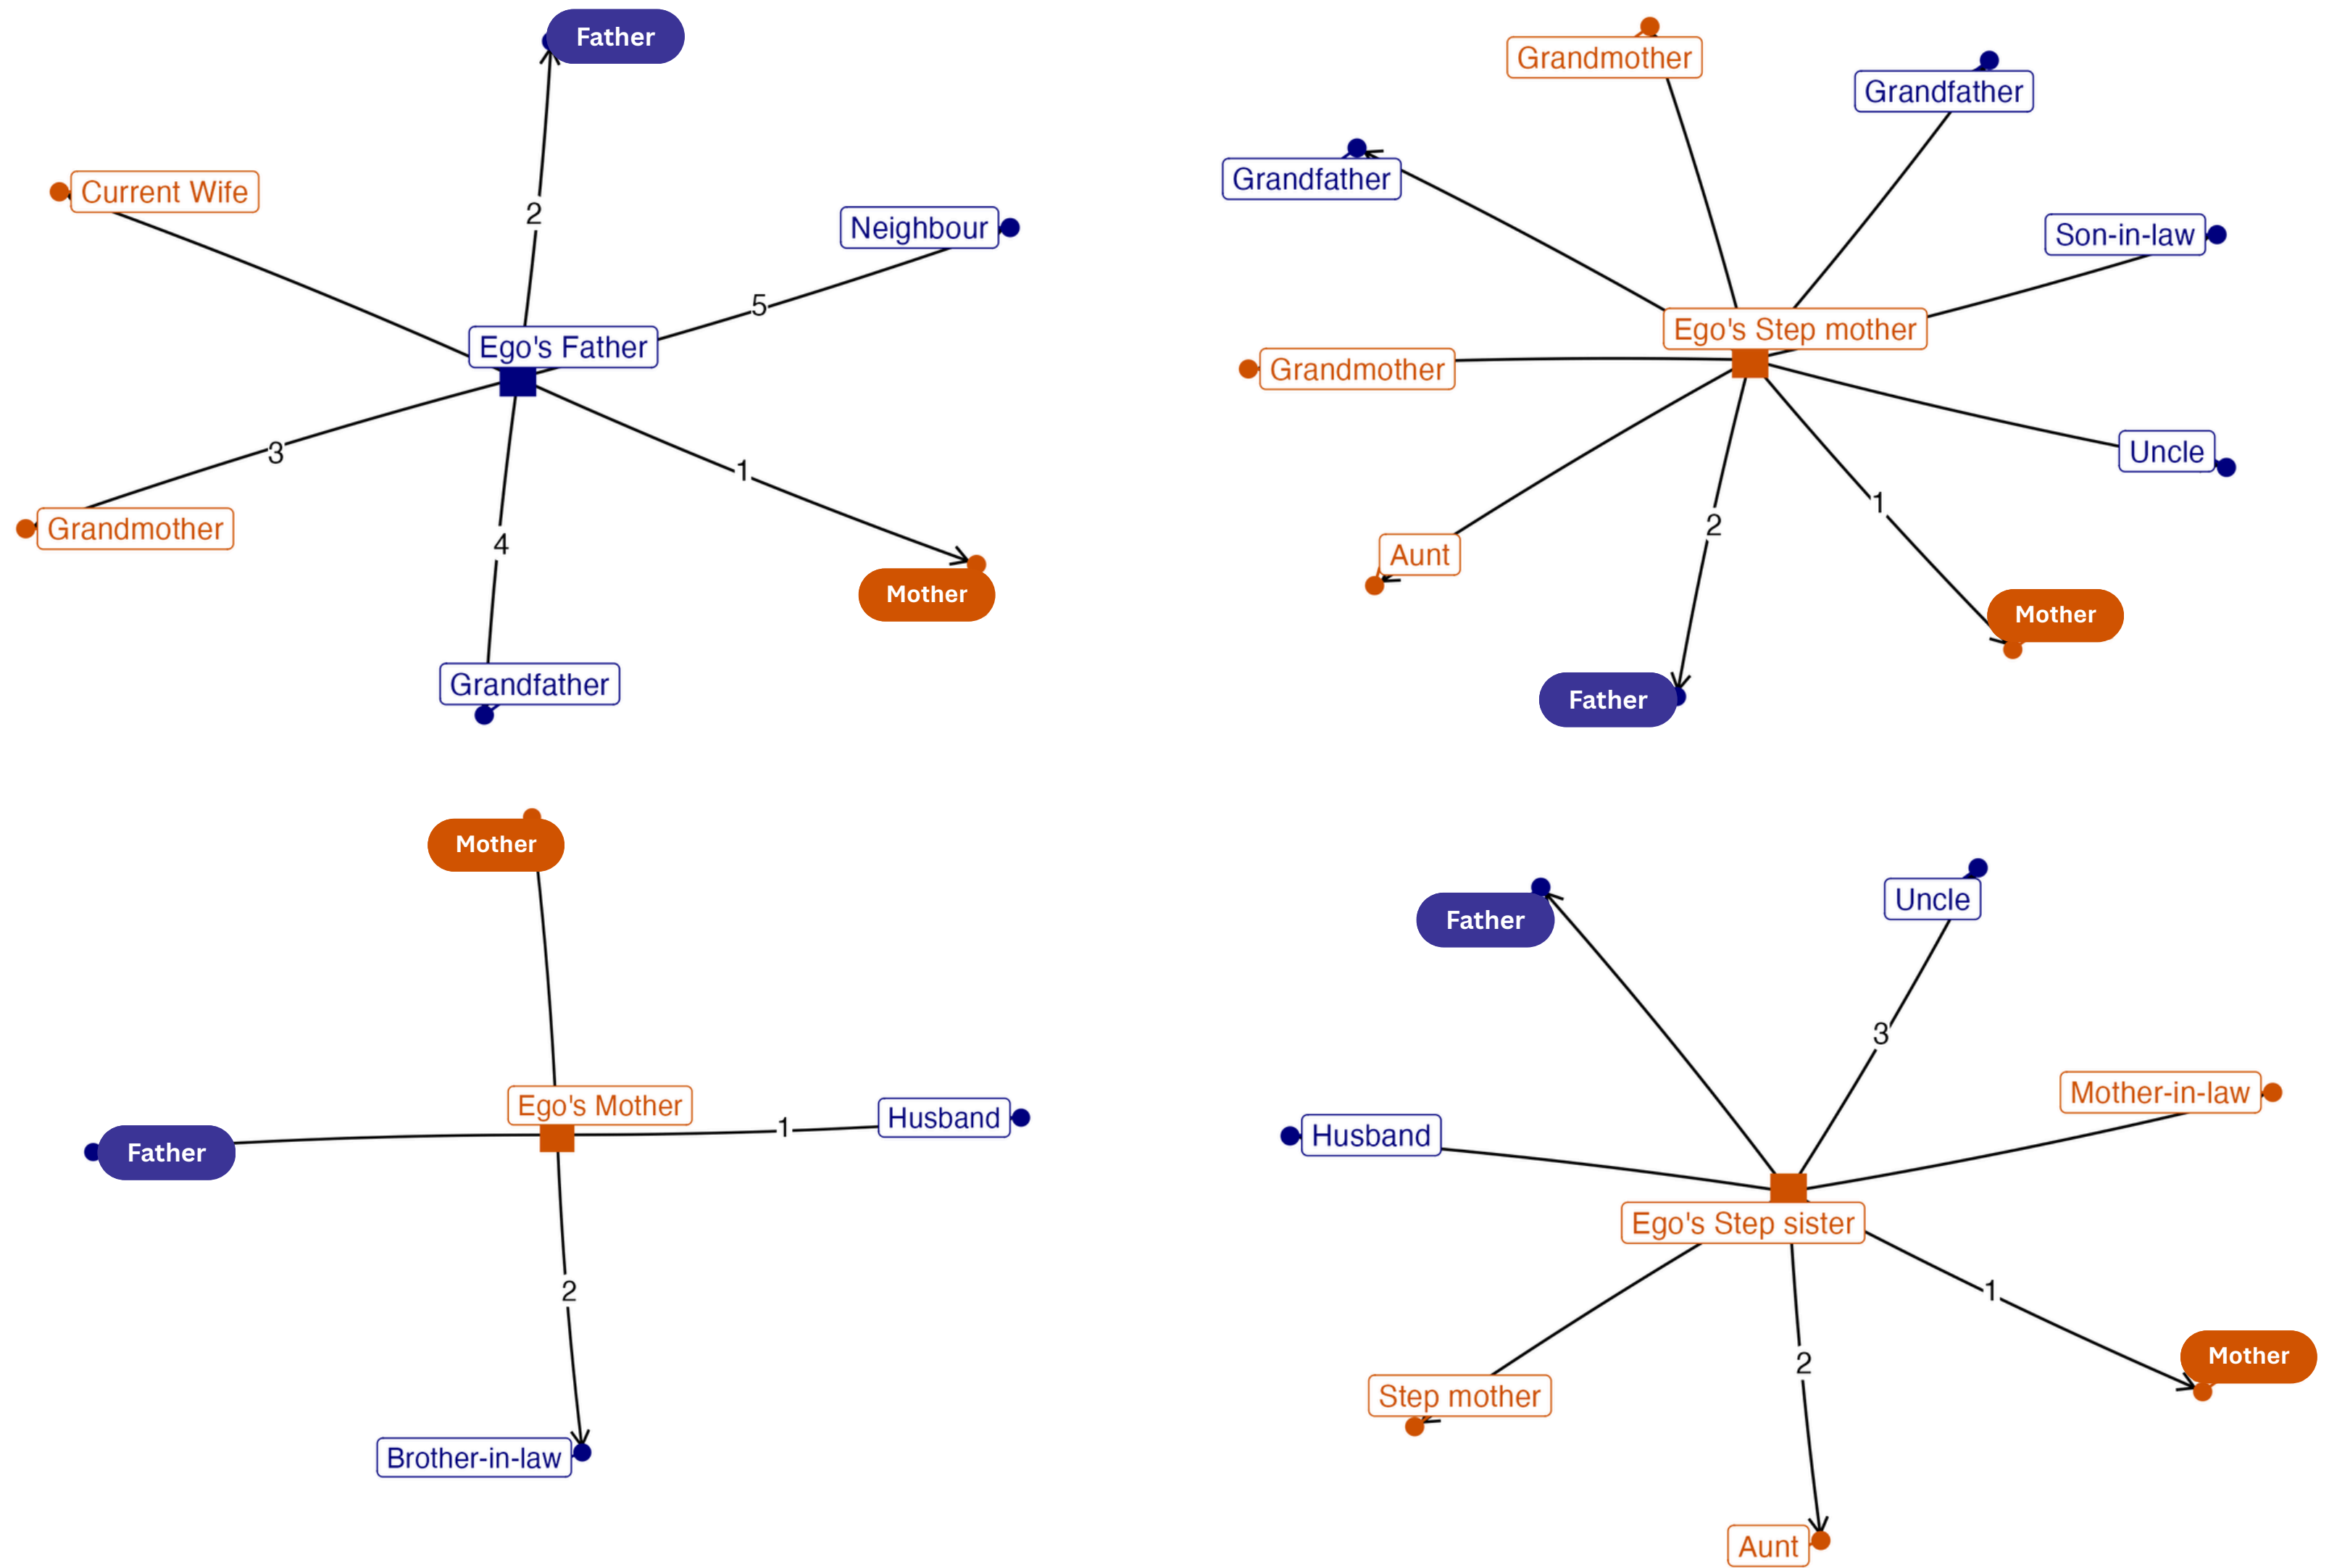 Father
Current Wife
2
Neighbour
5
Ego's Father
3
1
Grandmother
4
Mother
Grandfather
Grandmother
Grandfather
Grandfather
Son-in-law
Ego's Step mother
Grandmother
Uncle
1
2
Aunt
Mother
Father
Mother
Ego's Mother
Husband
1
Father
2
Brother-in-law
Father
Uncle
3
Mother-in-law
Husband
Ego's Step sister
1
2
Mother
Step mother
Aunt